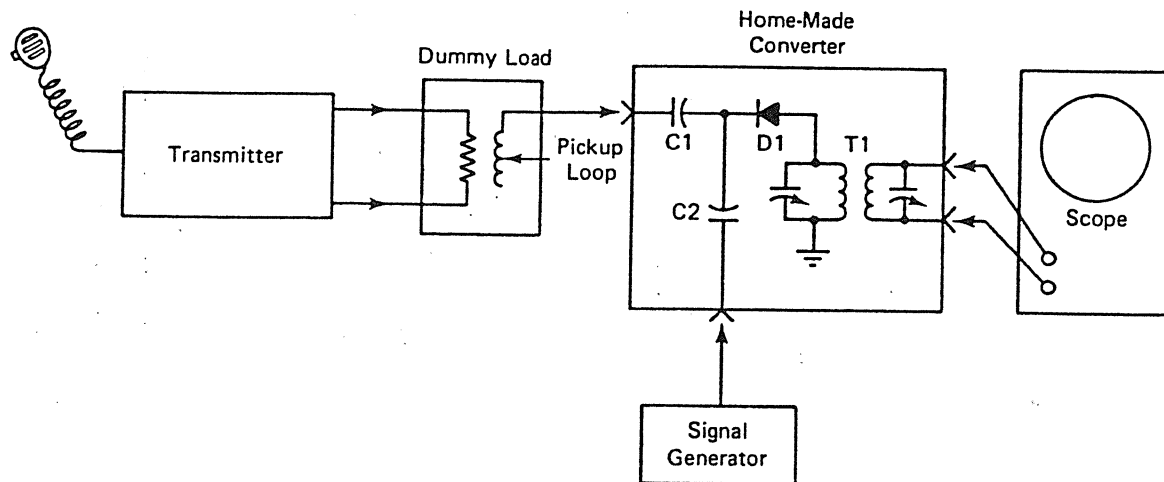 Home-Made
Converter
Dummy Load
Transmitter
Pickup
Loop
C1
D1
T1
C2
Scope
Signal
Generator